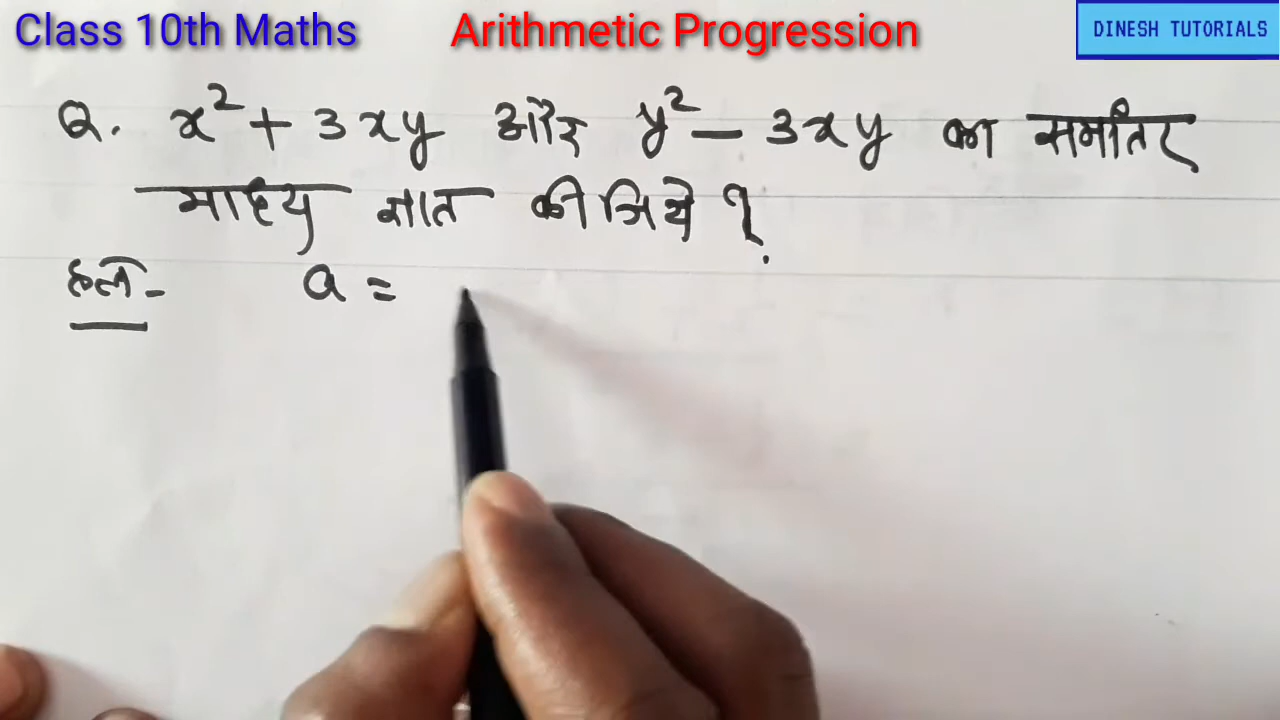 Class 10th Maths Arithmetic Progression DINESH TUTORIALS
Q. x² + 3xy और y² - 3xy का समांतर
माध्य ज्ञात कीजिये ?
हल - a =